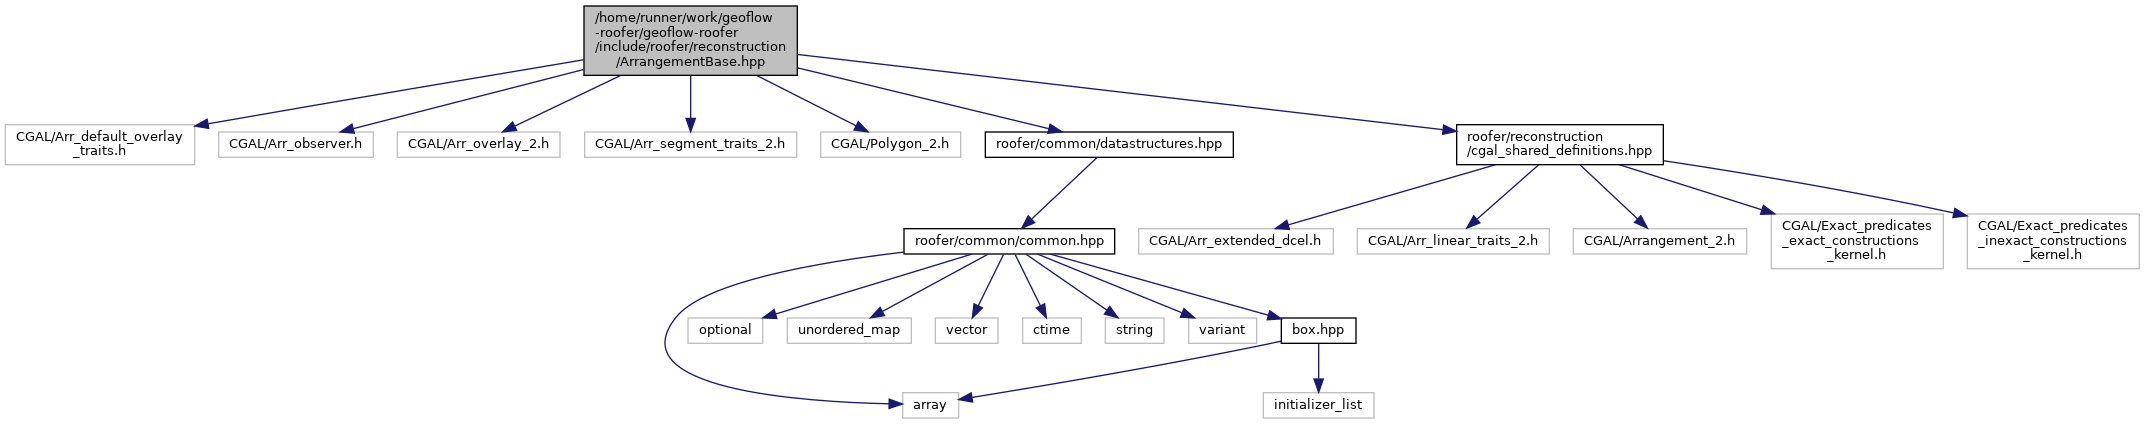 /home/runner/work/geoflow
-roofer/geoflow-roofer
/include/roofer/reconstruction
/ArrangementBase.hpp
CGAL/Arr_default_overlay
_traits.h
CGAL/Arr_observer.h
CGAL/Arr_overlay_2.h
CGAL/Arr_segment_traits_2.h
CGAL/Polygon_2.h
roofer/common/datastructures.hpp
roofer/reconstruction
/cgal_shared_definitions.hpp
roofer/common/common.hpp
CGAL/Arr_extended_dcel.h
CGAL/Arr_linear_traits_2.h
CGAL/Arrangement_2.h
CGAL/Exact_predicates
_exact_constructions
_kernel.h
CGAL/Exact_predicates
_inexact_constructions
_kernel.h
optional
unordered_map
vector
ctime
string
variant
box.hpp
array
initializer_list